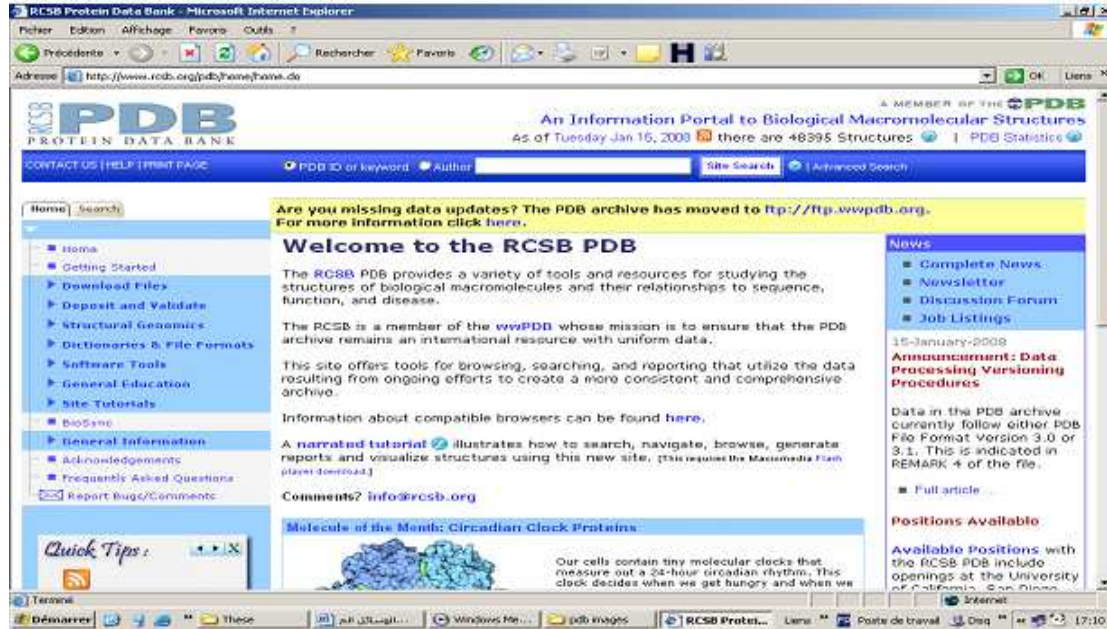 RCSB Protein Data Bank - Microsoft Internet Explorer
Fichier Edition Affichage Favoris Outils ?
Précédente Rechercher Favoris
Adresse http://www.rcsb.org/pdb/home/home.do OK Liens
RCSB PDB
PROTEIN DATA BANK
A MEMBER OF THE PDB
An Information Portal to Biological Macromolecular Structures
As of Tuesday Jan 15, 2008 there are 48395 Structures | PDB Statistics
CONTACT US | HELP | PRINT PAGE PDB ID or keyword Author Site Search | Advanced Search
Home Search
Home
Getting Started
Download Files
Deposit and Validate
Structural Genomics
Dictionaries & File Formats
Software Tools
General Education
Site Tutorials
BioSync
General Information
Acknowledgements
Frequently Asked Questions
Report Bugs/Comments
Quick Tips:
Are you missing data updates? The PDB archive has moved to ftp://ftp.wwpdb.org.
For more information click here.
Welcome to the RCSB PDB
The RCSB PDB provides a variety of tools and resources for studying the
structures of biological macromolecules and their relationships to sequence,
function, and disease.
The RCSB is a member of the wwPDB whose mission is to ensure that the PDB
archive remains an international resource with uniform data.
This site offers tools for browsing, searching, and reporting that utilize the data
resulting from ongoing efforts to create a more consistent and comprehensive
archive.
Information about compatible browsers can be found here.
A narrated tutorial illustrates how to search, navigate, browse, generate
reports and visualize structures using this new site. [This requires the Macromedia Flash
player download.]
Comments? info@rcsb.org
Molecule of the Month: Circadian Clock Proteins
Our cells contain tiny molecular clocks that
measure out a 24-hour circadian rhythm. This
clock decides when we get hungry and when we
News
Complete News
Newsletter
Discussion Forum
Job Listings
15-January-2008
Announcement: Data
Processing Versioning
Procedures
Data in the PDB archive
currently follow either PDB
File Format Version 3.0 or
3.1. This is indicated in
REMARK 4 of the file.
Full article ...
Positions Available
Available Positions with
the RCSB PDB include
openings at the University
of California, San Diego
Terminé Internet
Démarrer These Windows Me... pdb images RCSB Protei... Liens Poste de travail Disq 17:10